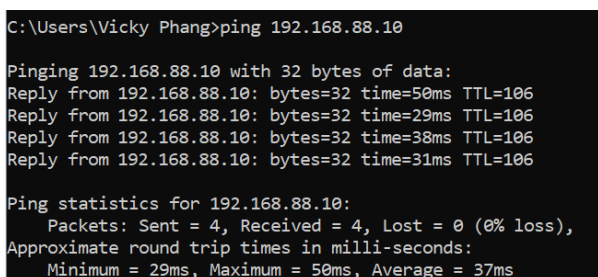 C:\Users\Vicky Phang>ping 192.168.88.10
Pinging 192.168.88.10 with 32 bytes of data:
Reply from 192.168.88.10: bytes=32 time=50ms TTL=106
Reply from 192.168.88.10: bytes=32 time=29ms TTL=106
Reply from 192.168.88.10: bytes=32 time=38ms TTL=106
Reply from 192.168.88.10: bytes=32 time=31ms TTL=106
Ping statistics for 192.168.88.10:
    Packets: Sent = 4, Received = 4, Lost = 0 (0% loss),
Approximate round trip times in milli-seconds:
    Minimum = 29ms, Maximum = 50ms, Average = 37ms